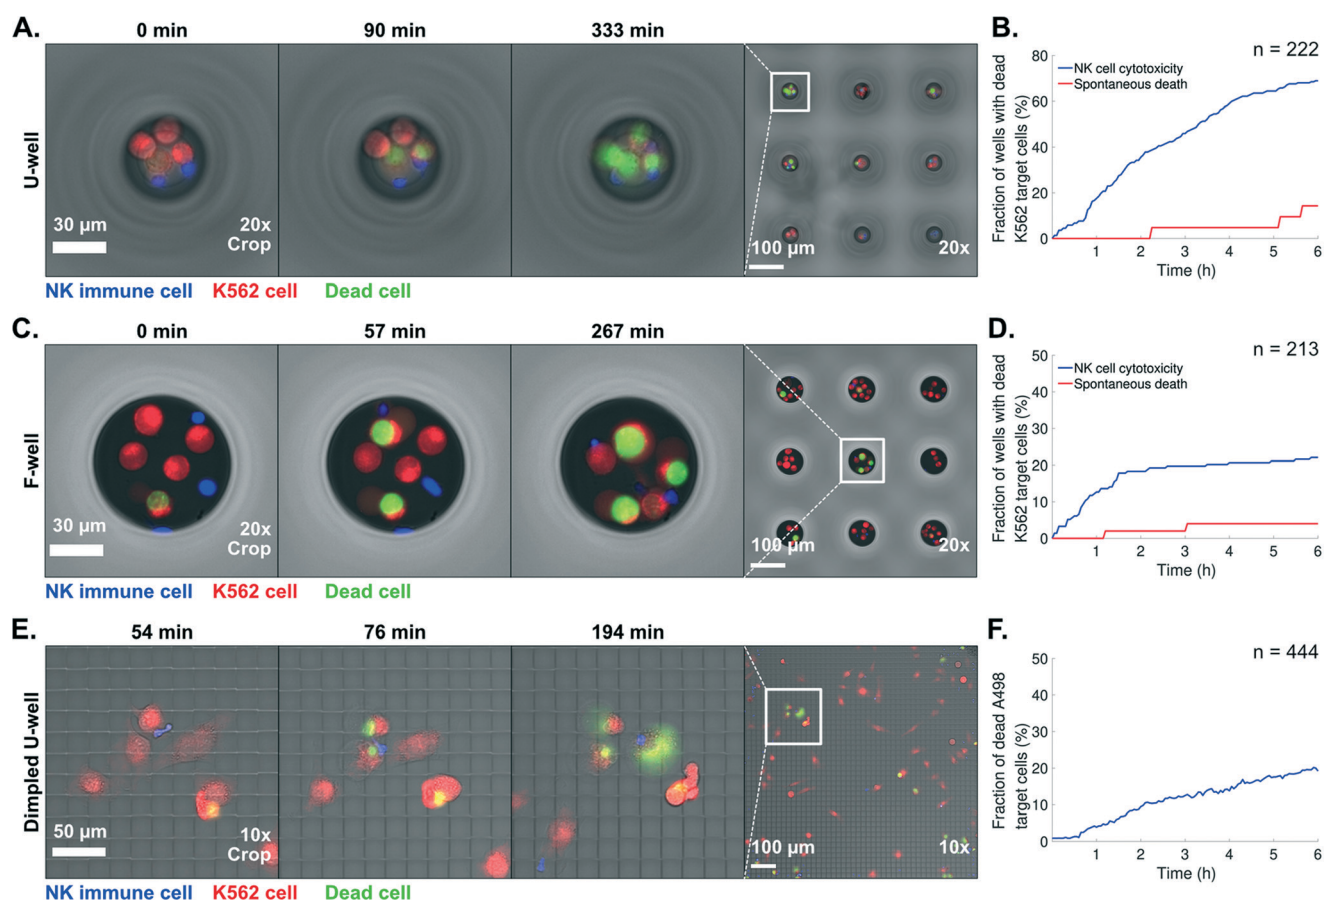 A.
0 min
90 min
333 min
U-well
30 µm
20x
Crop
100 µm
20x
NK immune cell
K562 cell
Dead cell
B.
n = 222
NK cell cytotoxicity
Spontaneous death
Fraction of wells with dead
K562 target cells (%)
80
60
40
20
0
1 2 3 4 5 6
Time (h)
C.
0 min
57 min
267 min
F-well
30 µm
20x
Crop
100 µm
20x
NK immune cell
K562 cell
Dead cell
D.
n = 213
NK cell cytotoxicity
Spontaneous death
Fraction of wells with dead
K562 target cells (%)
50
40
30
20
10
0
1 2 3 4 5 6
Time (h)
E.
54 min
76 min
194 min
Dimpled U-well
50 µm
10x
Crop
100 µm
10x
NK immune cell
K562 cell
Dead cell
F.
n = 444
Fraction of dead A498
target cells (%)
50
40
30
20
10
0
1 2 3 4 5 6
Time (h)